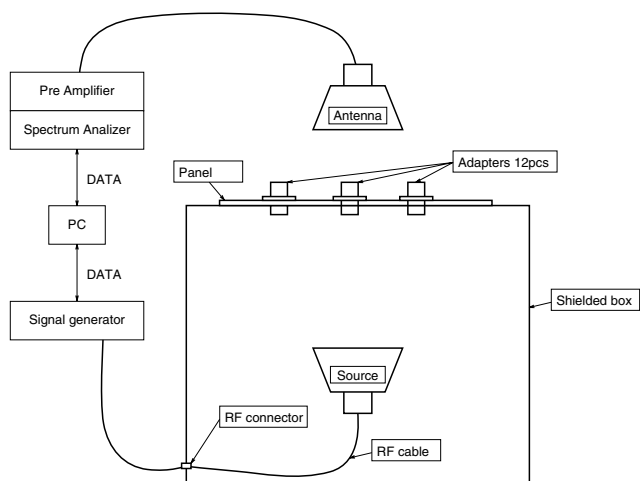 Pre Amplifier
Antenna
Spectrum Analizer
Adapters 12pcs
Panel
DATA
PC
DATA
Shielded box
Signal generator
Source
RF connector
RF cable